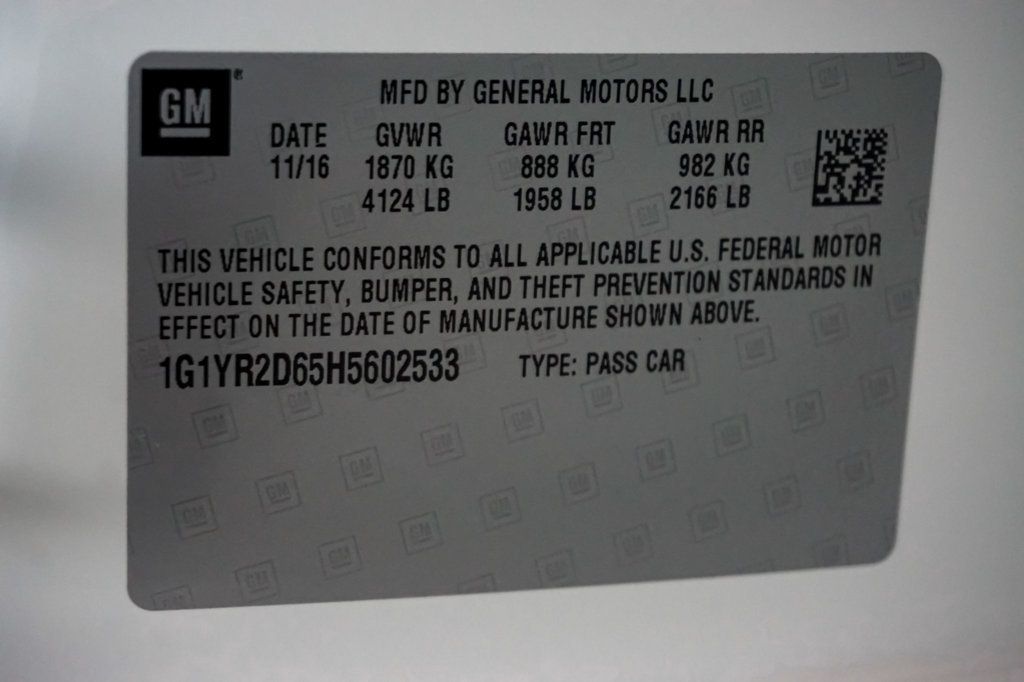 GM®
MFD BY GENERAL MOTORS LLC
DATE GVWR GAWR FRT GAWR RR
11/16 1870 KG 888 KG 982 KG
4124 LB 1958 LB 2166 LB
THIS VEHICLE CONFORMS TO ALL APPLICABLE U.S. FEDERAL MOTOR
VEHICLE SAFETY, BUMPER, AND THEFT PREVENTION STANDARDS IN
EFFECT ON THE DATE OF MANUFACTURE SHOWN ABOVE.
1G1YR2D65H5602533 TYPE: PASS CAR